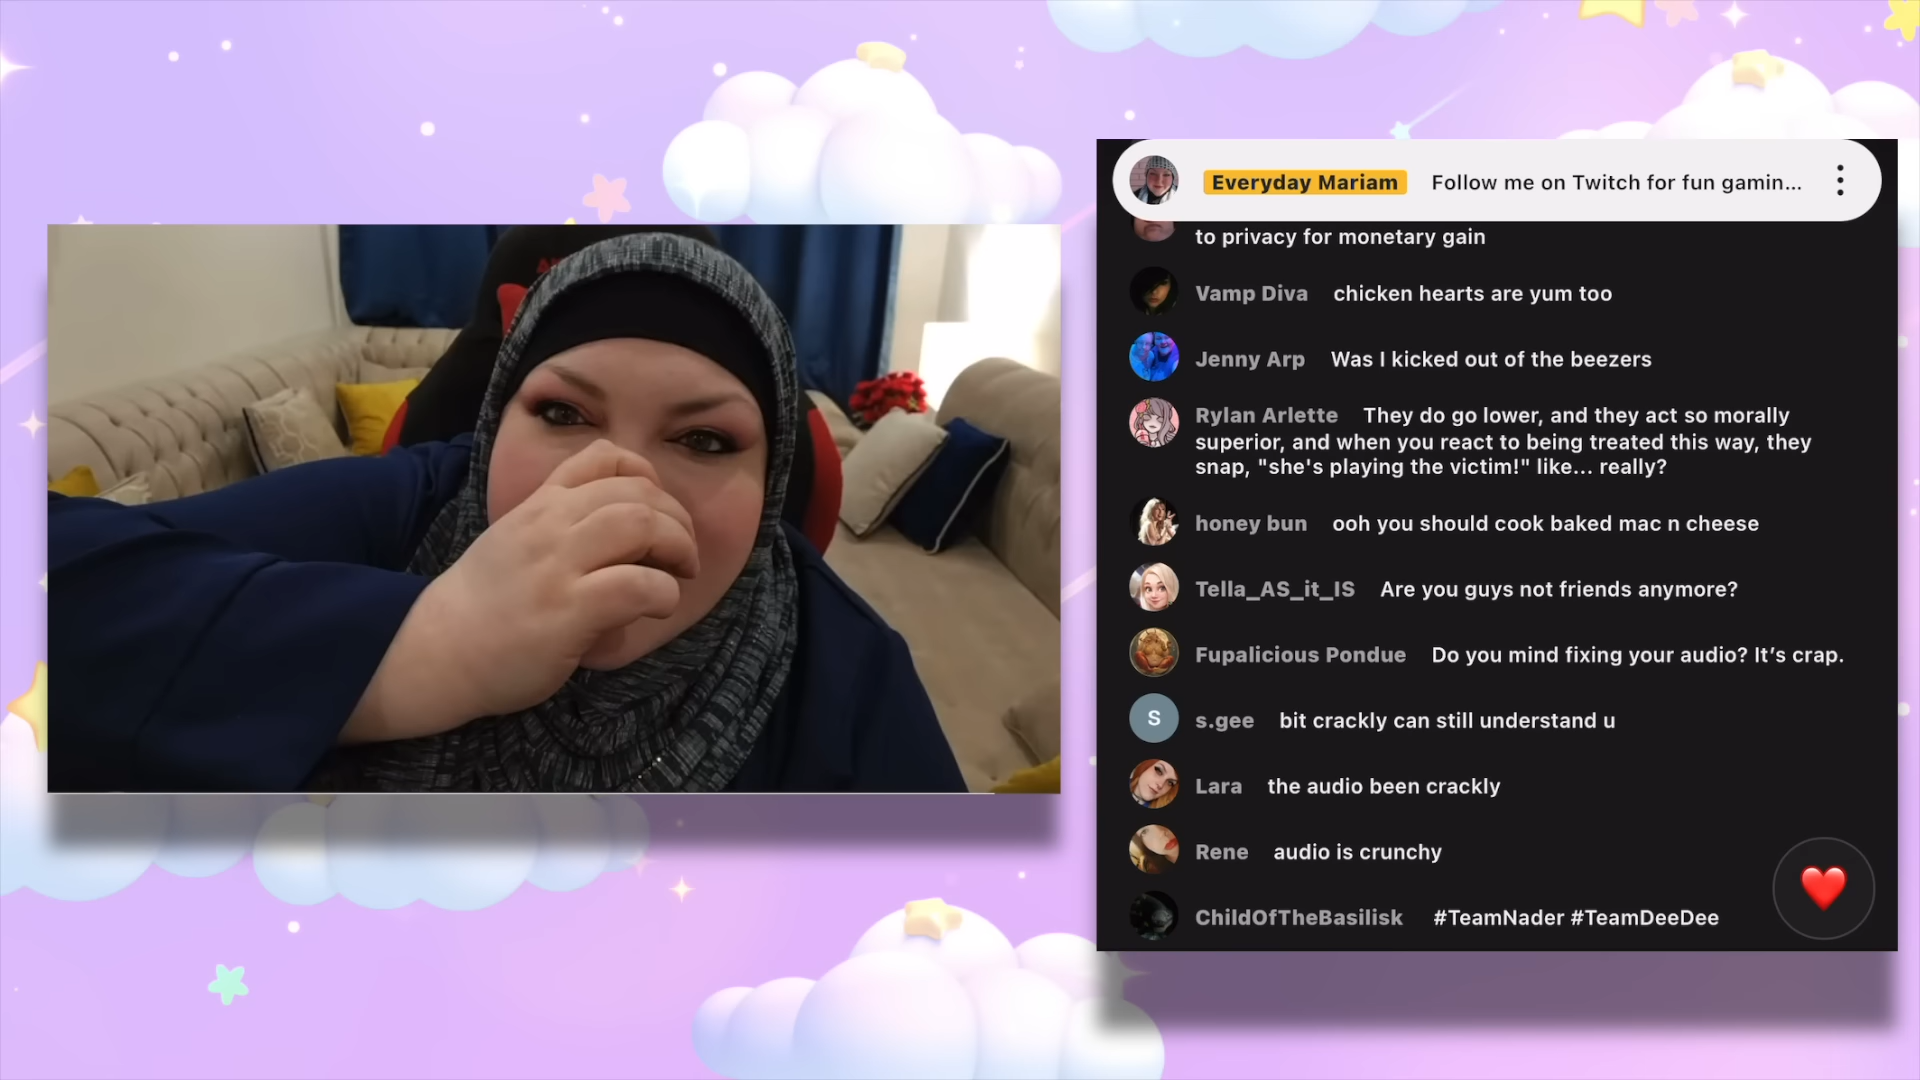 Everyday Mariam Follow me on Twitch for fun gamin...
to privacy for monetary gain
Vamp Diva chicken hearts are yum too
Jenny Arp Was I kicked out of the beezers
Rylan Arlette They do go lower, and they act so morally
superior, and when you react to being treated this way, they
snap, "she's playing the victim!" like... really?
honey bun ooh you should cook baked mac n cheese
Tella_AS_it_IS Are you guys not friends anymore?
Fupalicious Pondue Do you mind fixing your audio? It’s crap.
S
s.gee bit crackly can still understand u
Lara the audio been crackly
Rene audio is crunchy
ChildOfTheBasilisk #TeamNader #TeamDeeDee